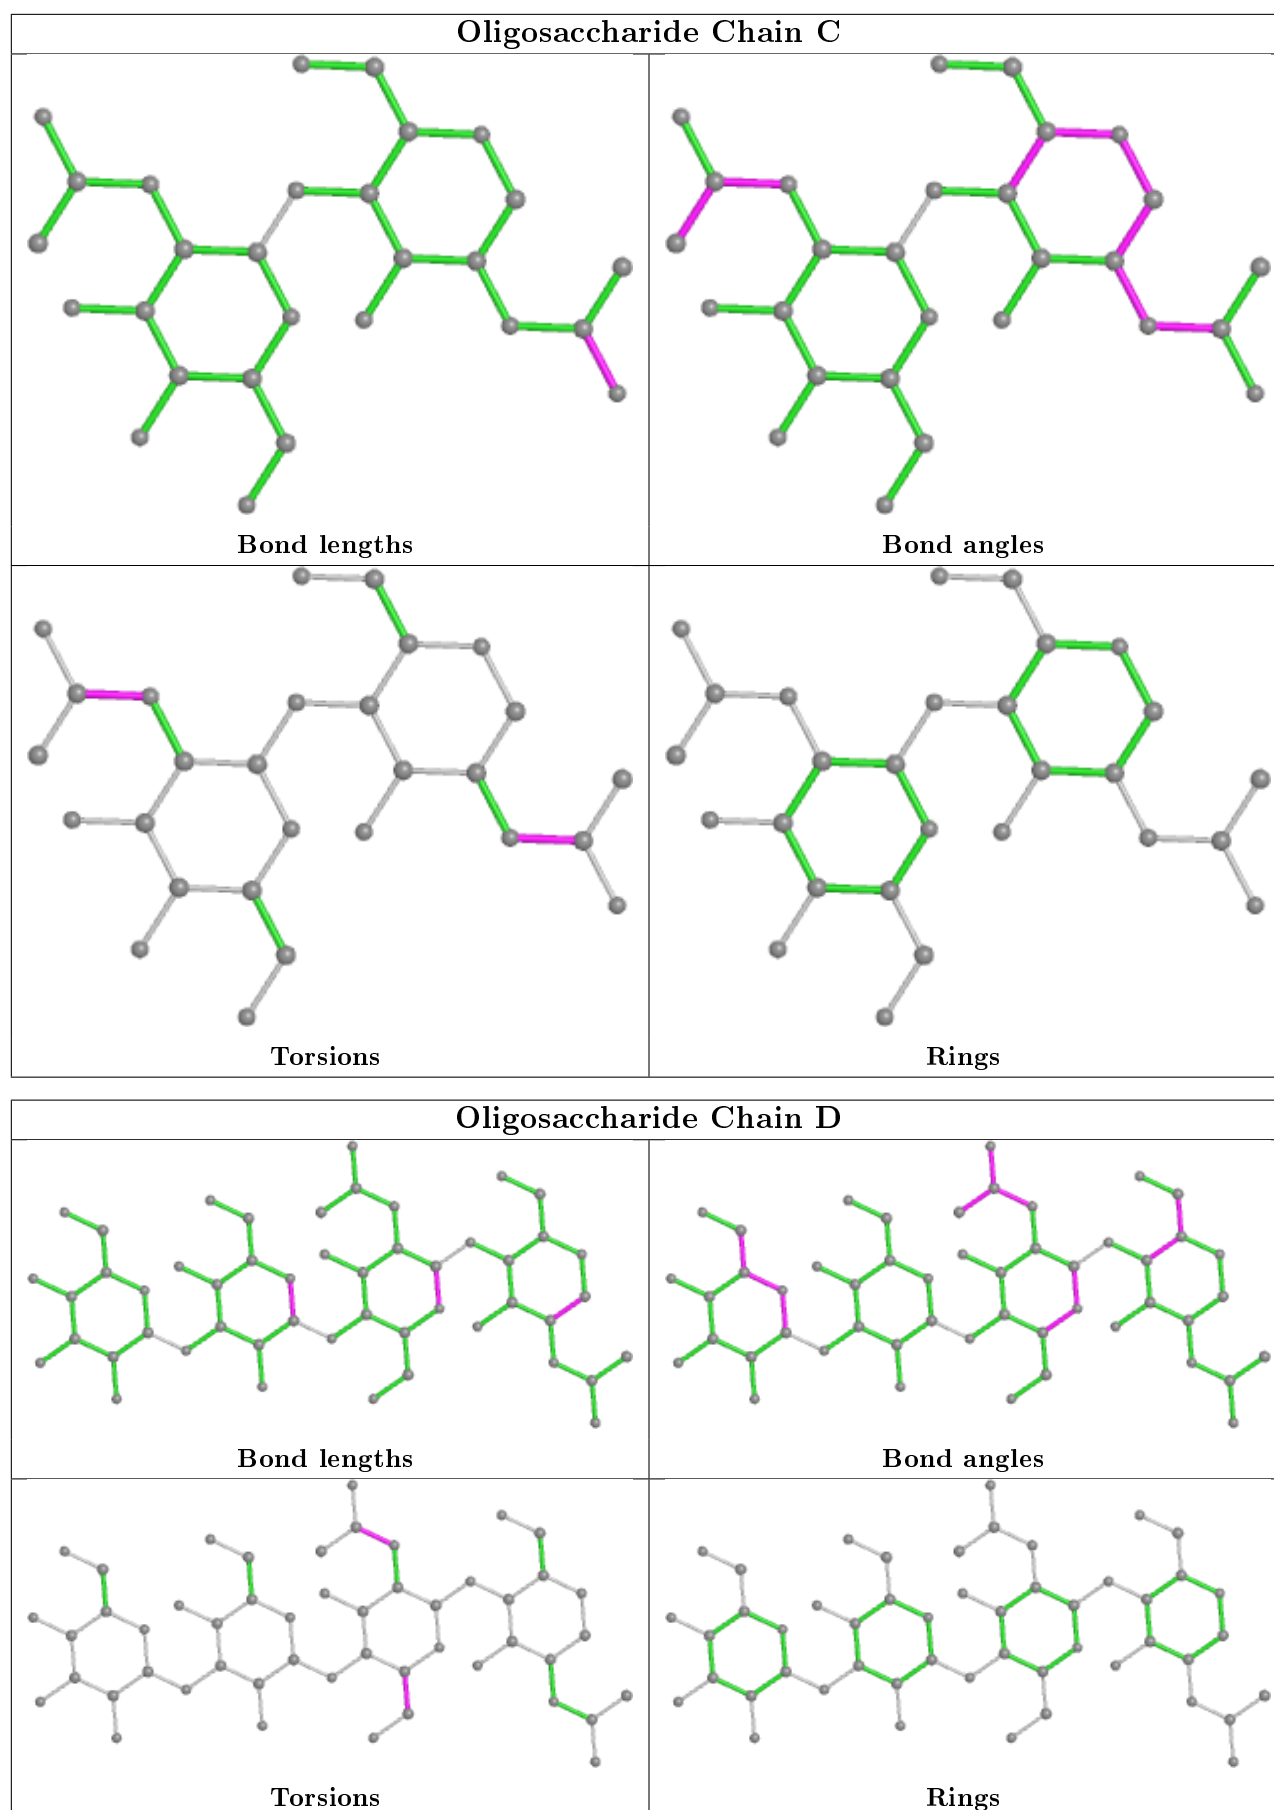 Oligosaccharide Chain C
Bond lengths
Bond angles
Torsions
Rings
Oligosaccharide Chain D
Bond lengths
Bond angles
Torsions
Rings